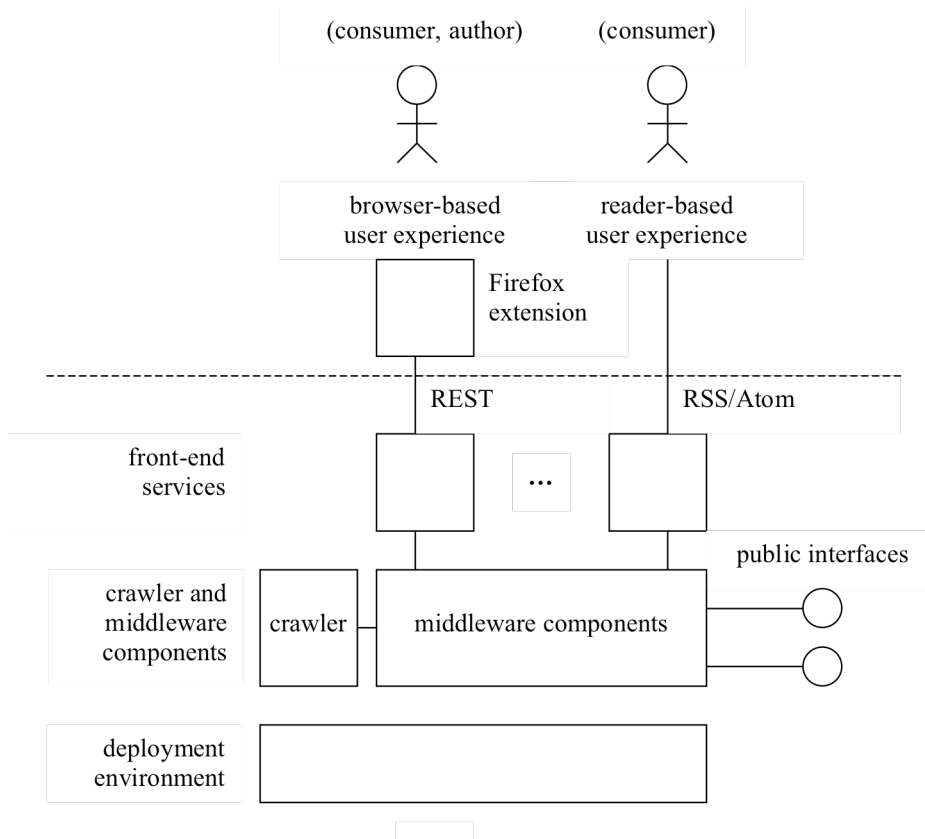 (consumer, author)
(consumer)
browser-based
user experience
reader-based
user experience
Firefox
extension
REST
RSS/Atom
front-end
services
...
public interfaces
crawler and
middleware
components
crawler
middleware components
deployment
environment